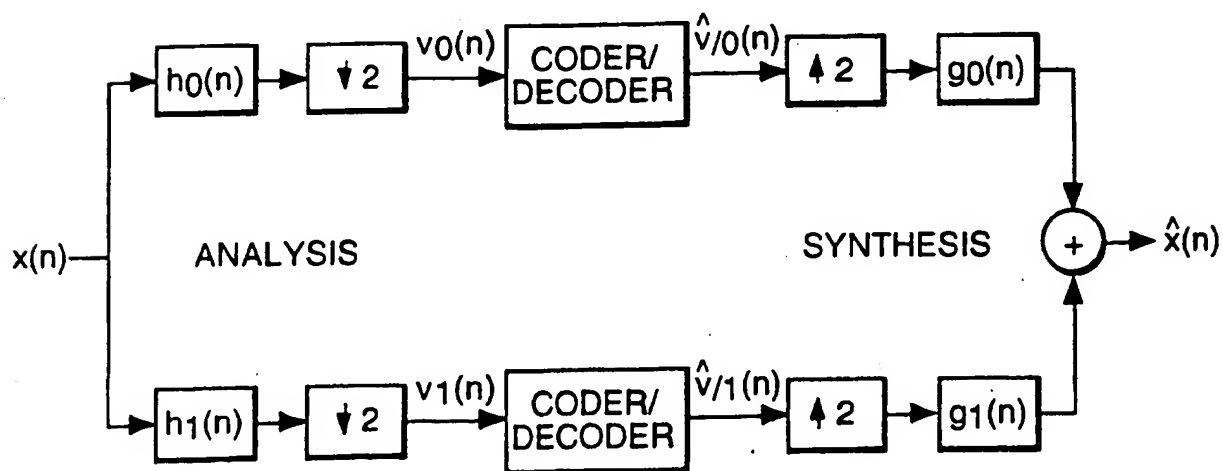 v0(n) v̂/0(n)
h0(n) ↓ 2 CODER/ ↑ 2 g0(n)
DECODER
x(n) ANALYSIS SYNTHESIS + x̂(n)
v1(n) v̂/1(n)
h1(n) ↓ 2 CODER/ ↑ 2 g1(n)
DECODER